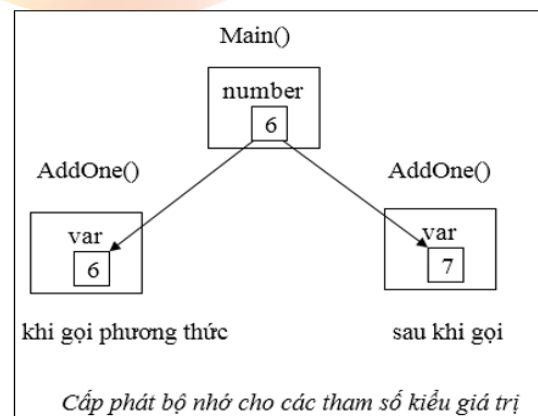 Main()
number
6
AddOne()
AddOne()
var
6
var
7
khi gọi phương thức
sau khi gọi
Cấp phát bộ nhớ cho các tham số kiểu giá trị